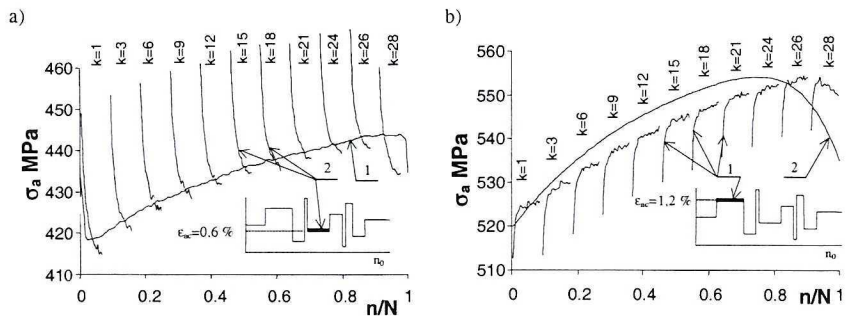 a)
k=1 k=3 k=6 k=9 k=12 k=15 k=18 k=21 k=24 k=26 k=28
σa MPa
460
450
440
430
420
410
2
1
εac=0.6 %
n₀
0 0.2 0.4 0.6 0.8 1
n/N
b)
k=1 k=3 k=6 k=9 k=12 k=15 k=18 k=21 k=24 k=26 k=28
σa MPa
560
550
540
530
520
510
1
2
εac=1.2 %
n₀
0 0.2 0.4 0.6 0.8 1
n/N